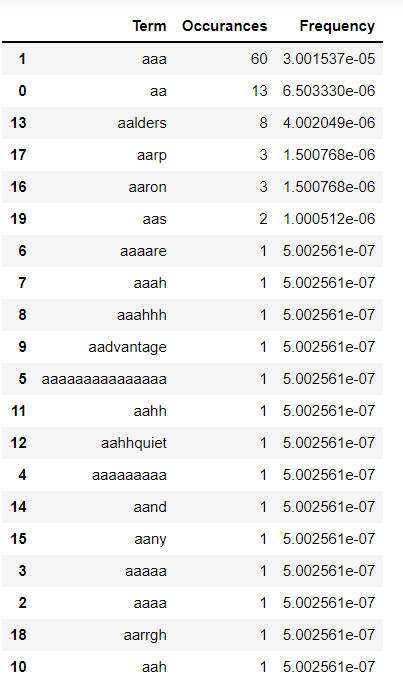 Term Occurances Frequency
1 aaa 60 3.001537e-05
0 aa 13 6.503330e-06
13 aalders 8 4.002049e-06
17 aarp 3 1.500768e-06
16 aaron 3 1.500768e-06
19 aas 2 1.000512e-06
6 aaaare 1 5.002561e-07
7 aaah 1 5.002561e-07
8 aaahhh 1 5.002561e-07
9 aadvantage 1 5.002561e-07
5 aaaaaaaaaaaaaaa 1 5.002561e-07
11 aahh 1 5.002561e-07
12 aahhquiet 1 5.002561e-07
4 aaaaaaaaa 1 5.002561e-07
14 aand 1 5.002561e-07
15 aany 1 5.002561e-07
3 aaaaa 1 5.002561e-07
2 aaaa 1 5.002561e-07
18 aarrgh 1 5.002561e-07
10 aah 1 5.002561e-07